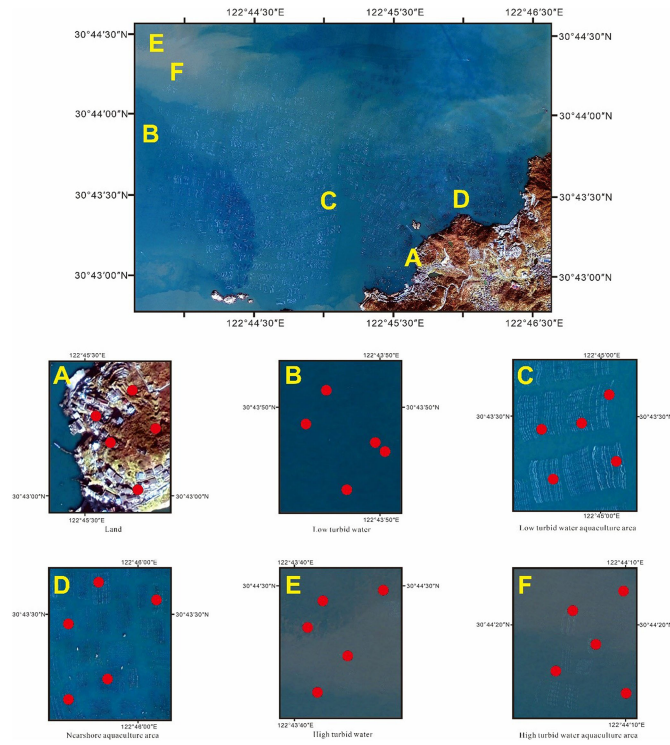 122°44'30"E 122°45'30"E 122°46'30"E
30°44'30"N E 30°44'30"N
F
30°44'00"N 30°44'00"N
B
30°43'30"N C D 30°43'30"N
A
30°43'00"N 30°43'00"N
122°44'30"E 122°45'30"E 122°46'30"E
122°45'30"E
A
30°43'00"N 30°43'00"N
122°45'30"E
Land
122°43'50"E
B
30°43'50"N 30°43'50"N
122°43'50"E
Low turbid water
122°45'00"E
C
30°43'30"N 30°43'30"N
122°45'00"E
Low turbid water aquaculture area
122°46'00"E
D
30°43'30"N 30°43'30"N
122°46'00"E
Nearshore aquaculture area
122°43'40"E
E
30°44'30"N 30°44'30"N
122°43'40"E
High turbid water
122°44'10"E
F
30°44'20"N 30°44'20"N
122°44'10"E
High turbid water aquaculture area